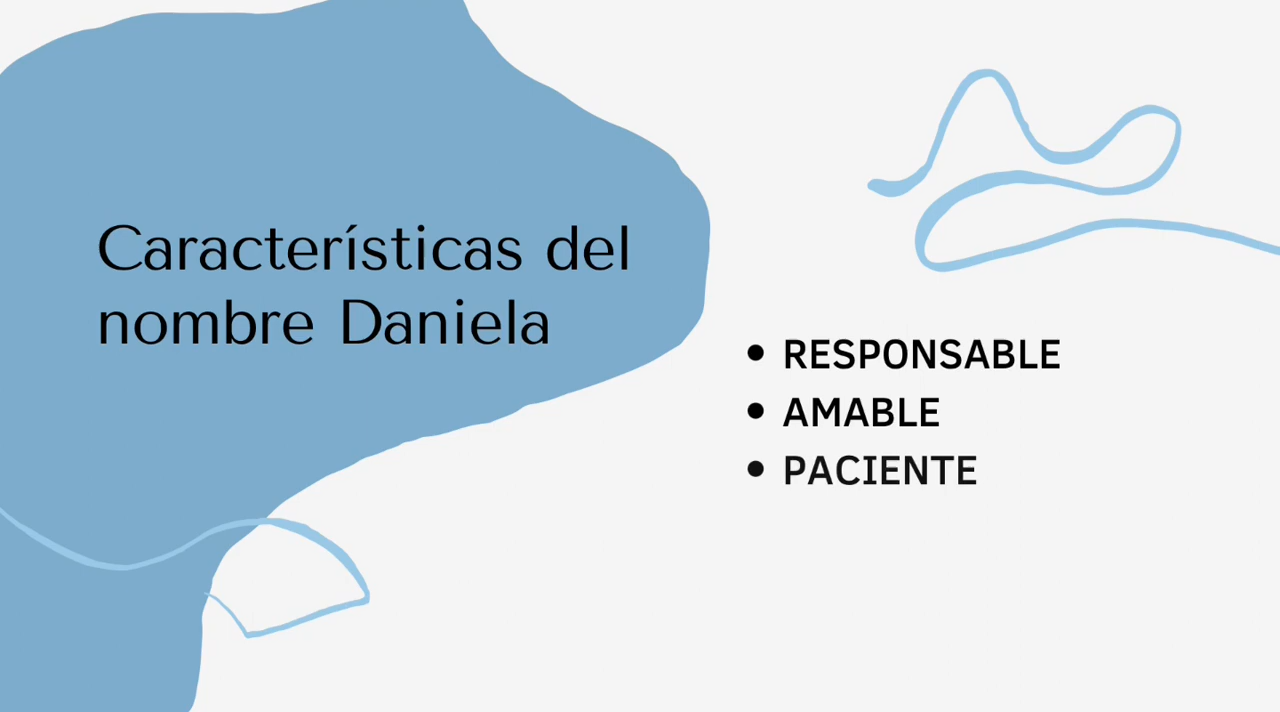 Características del
nombre Daniela
• RESPONSABLE
• AMABLE
• PACIENTE